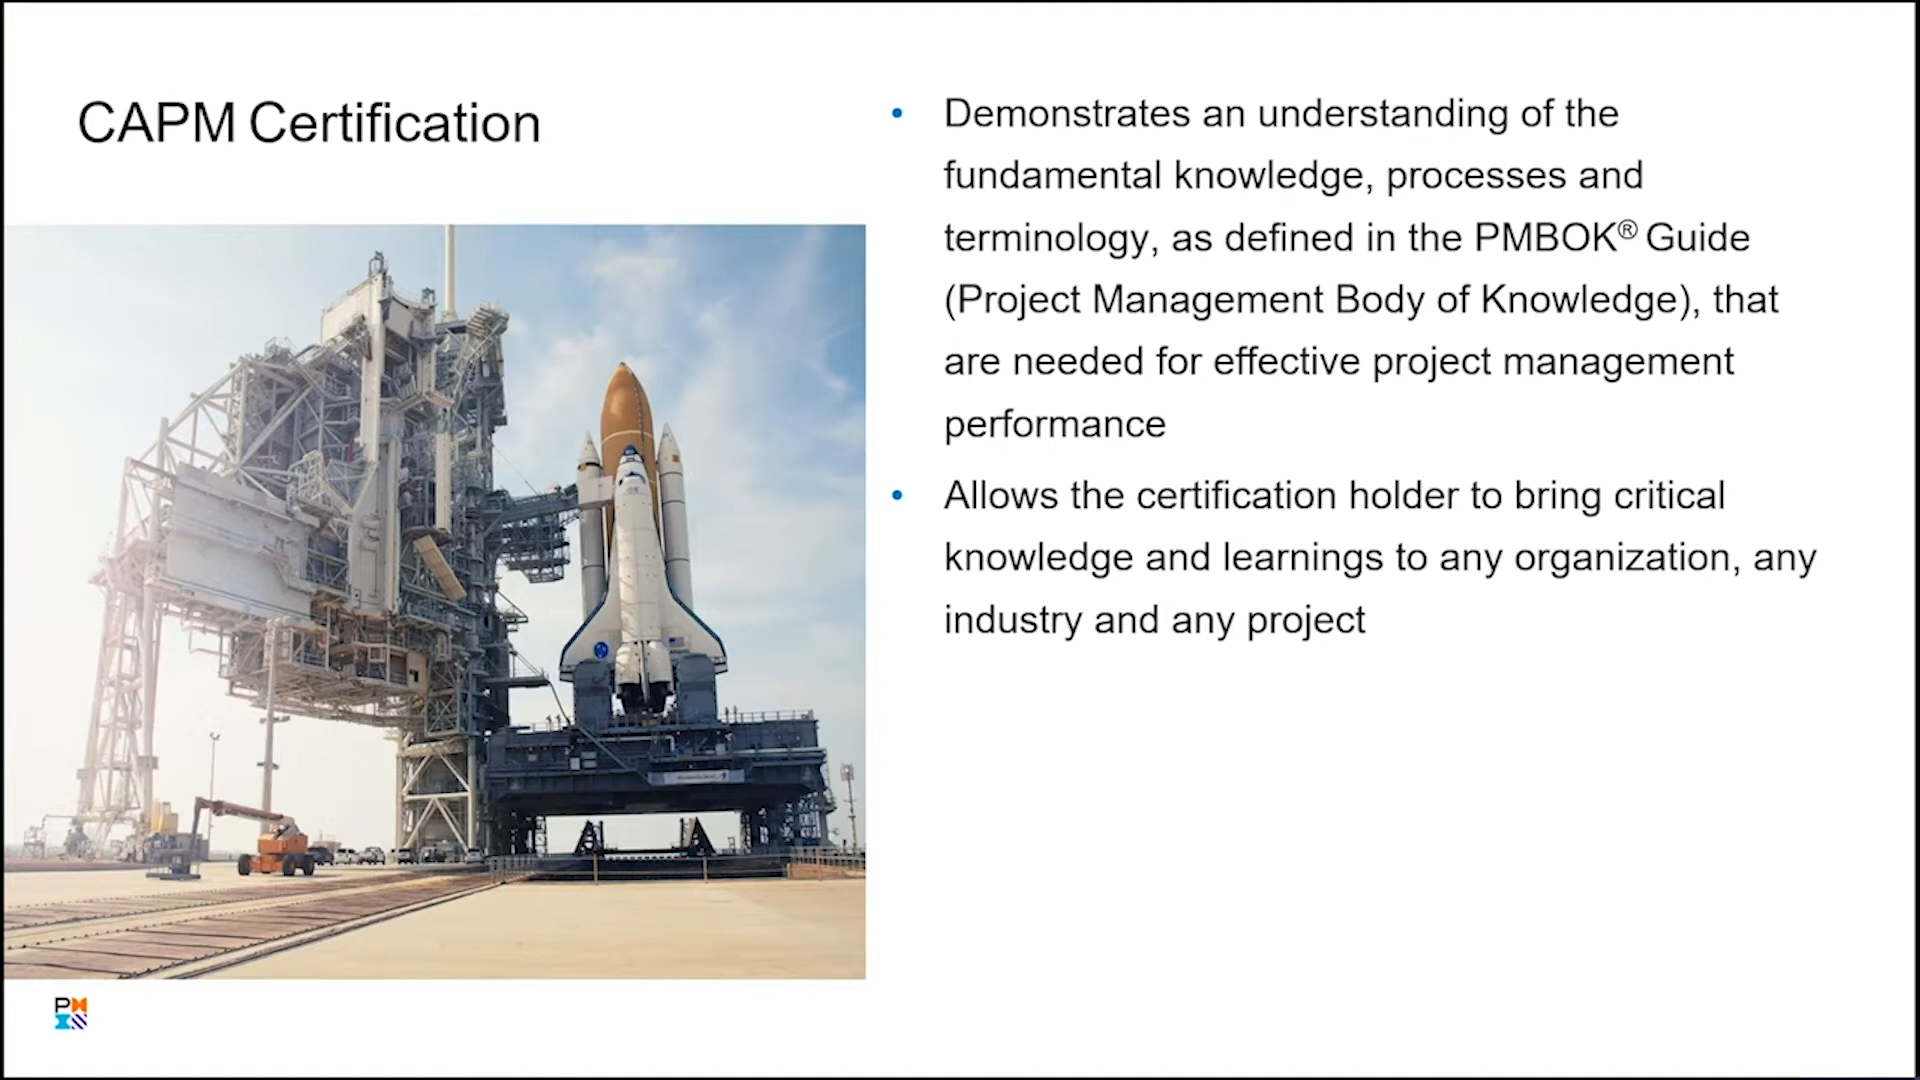 CAPM Certification
• Demonstrates an understanding of the
fundamental knowledge, processes and
terminology, as defined in the PMBOK® Guide
(Project Management Body of Knowledge), that
are needed for effective project management
performance
• Allows the certification holder to bring critical
knowledge and learnings to any organization, any
industry and any project